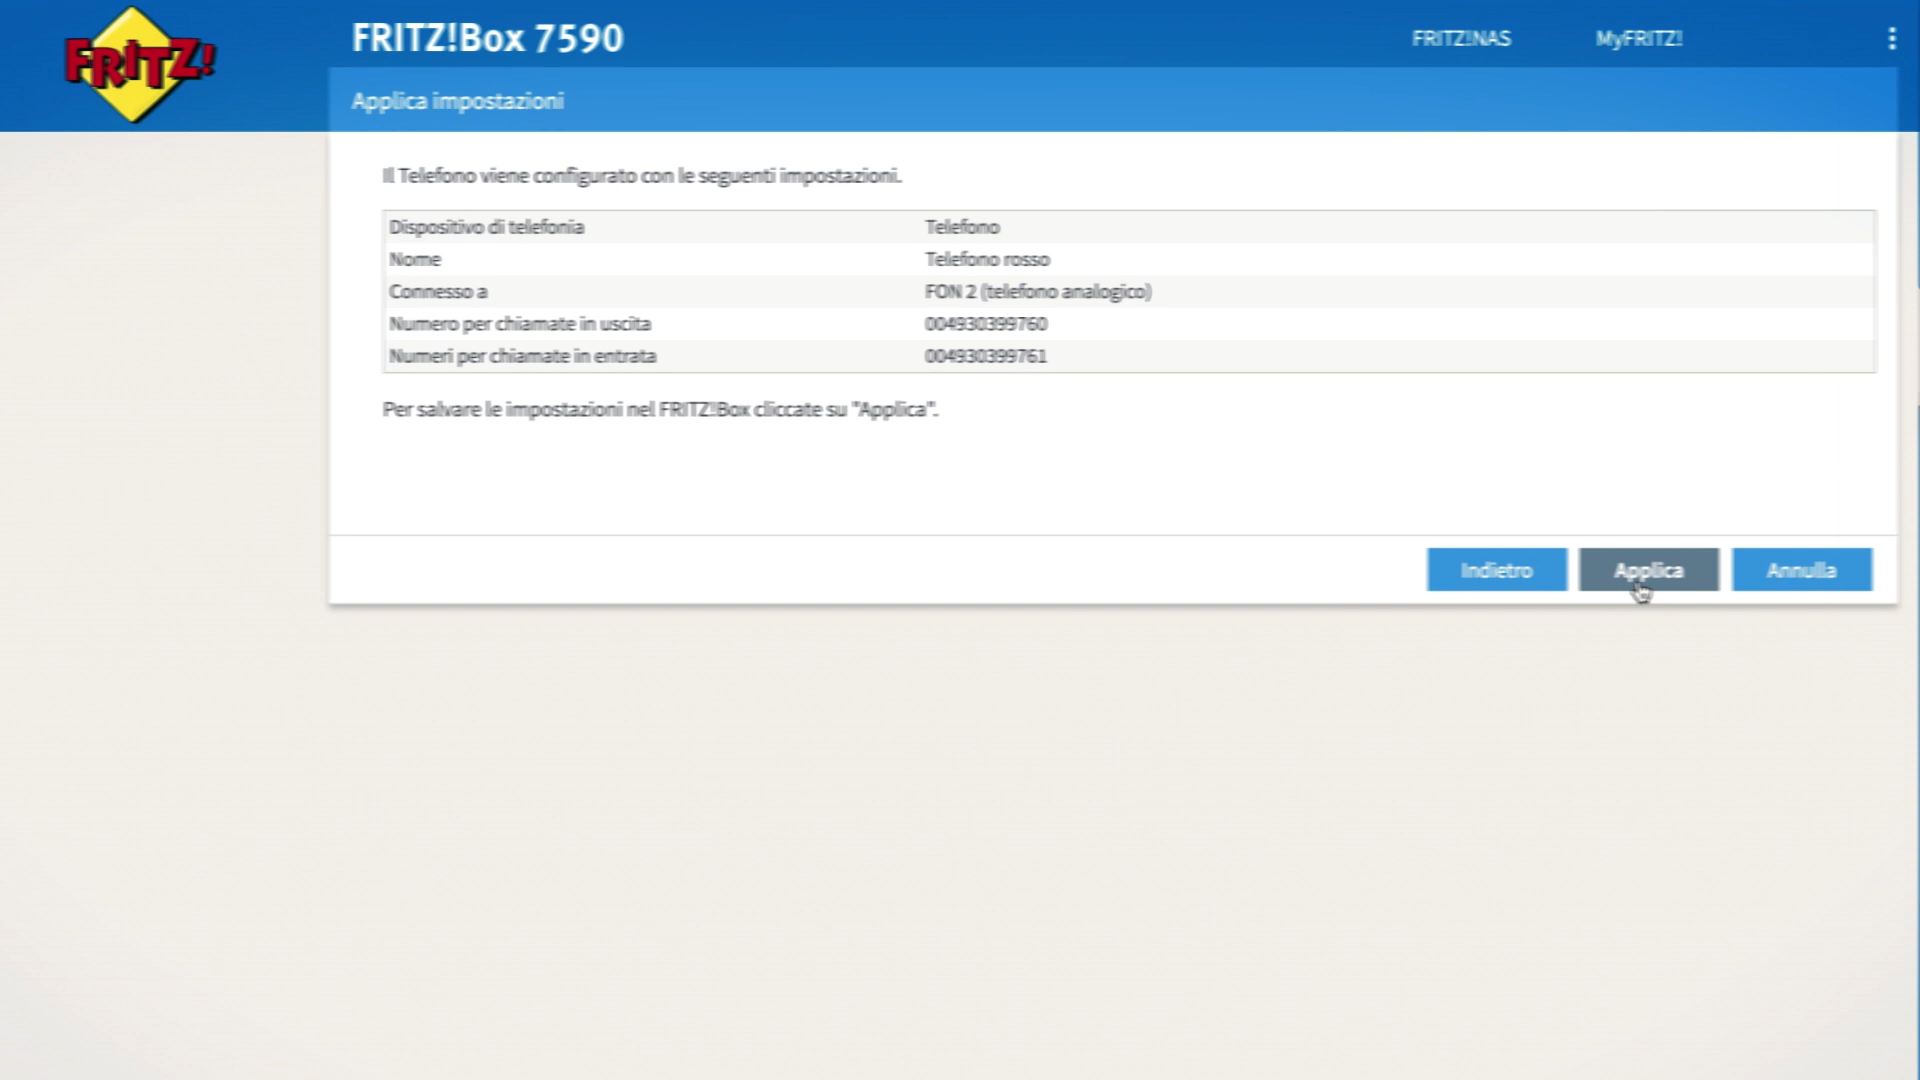 FRITZ!
FRITZ!Box 7590
FRITZ!NAS
MyFRITZ!
Applica impostazioni
Il Telefono viene configurato con le seguenti impostazioni.
Dispositivo di telefonia Telefono
Nome Telefono rosso
Connesso a FON 2 (telefono analogico)
Numero per chiamate in uscita 004930399760
Numeri per chiamate in entrata 004930399761
Per salvare le impostazioni nel FRITZ!Box cliccate su "Applica".
Indietro
Applica
Annulla